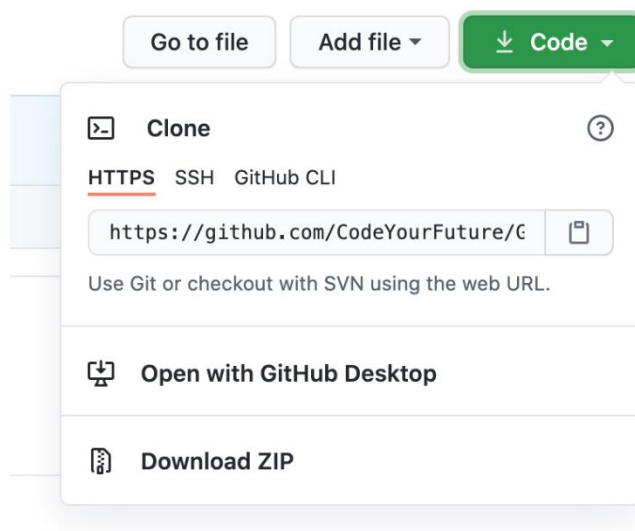 Go to file Add file Code
Clone
HTTPS SSH GitHub CLI
https://github.com/CodeYourFuture/G
Use Git or checkout with SVN using the web URL.
Open with GitHub Desktop
Download ZIP